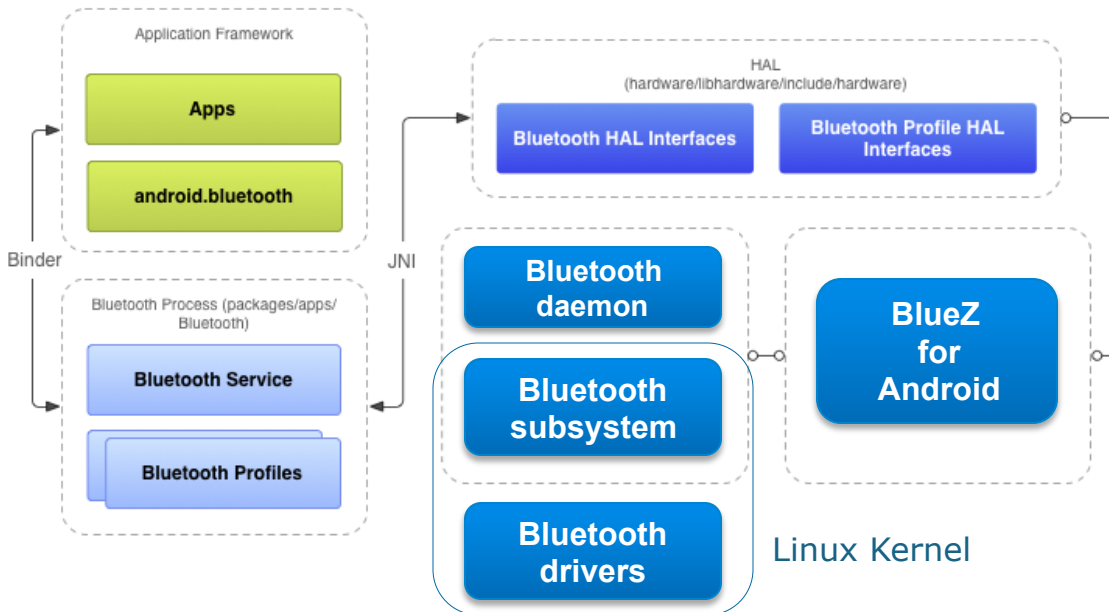 Application Framework
Apps
android.bluetooth
Binder
Bluetooth Process (packages/apps/
Bluetooth)
Bluetooth Service
Bluetooth Profiles
JNI
HAL
(hardware/libhardware/include/hardware)
Bluetooth HAL Interfaces
Bluetooth Profile HAL
Interfaces
Bluetooth
daemon
Bluetooth
subsystem
Bluetooth
drivers
BlueZ
for
Android
Linux Kernel